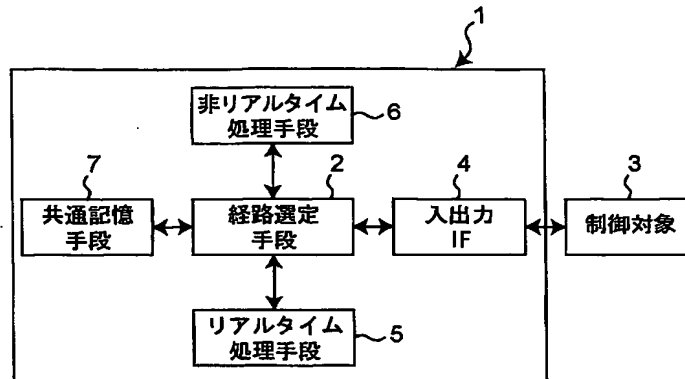 1
非リアルタイム
処理手段
6
7
2
4
3
共通記憶
手段
経路選定
手段
入出力
IF
制御対象
リアルタイム
処理手段
5